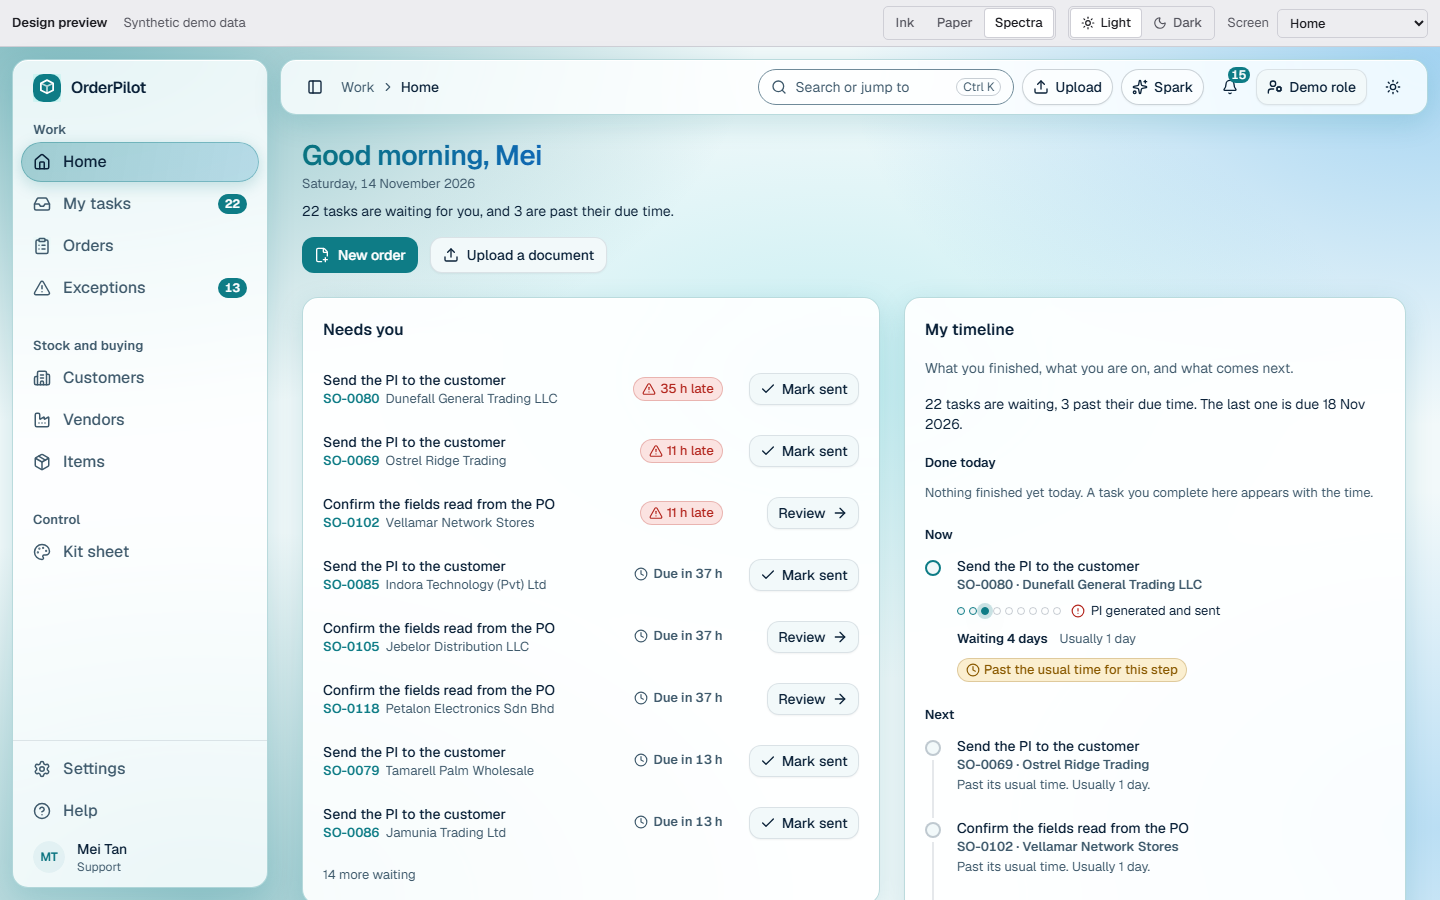 Design preview Synthetic demo data Ink Paper Spectra Light Dark Screen Home
OrderPilot
Work
Home
My tasks 22
Orders
Exceptions 13
Stock and buying
Customers
Vendors
Items
Control
Kit sheet
Settings
Help
MT Mei Tan
Support
Work Home Search or jump to Ctrl K Upload Spark 15 Demo role
Good morning, Mei
Saturday, 14 November 2026
22 tasks are waiting for you, and 3 are past their due time.
New order Upload a document
Needs you
Send the PI to the customer
SO-0080 Dunefall General Trading LLC
35 h late Mark sent
Send the PI to the customer
SO-0069 Ostrel Ridge Trading
11 h late Mark sent
Confirm the fields read from the PO
SO-0102 Vellamar Network Stores
11 h late Review
Send the PI to the customer
SO-0085 Indora Technology (Pvt) Ltd
Due in 37 h Mark sent
Confirm the fields read from the PO
SO-0105 Jebelor Distribution LLC
Due in 37 h Review
Confirm the fields read from the PO
SO-0118 Petalon Electronics Sdn Bhd
Due in 37 h Review
Send the PI to the customer
SO-0079 Tamarell Palm Wholesale
Due in 13 h Mark sent
Send the PI to the customer
SO-0086 Jamunia Trading Ltd
Due in 13 h Mark sent
14 more waiting
My timeline
What you finished, what you are on, and what comes next.
22 tasks are waiting, 3 past their due time. The last one is due 18 Nov
2026.
Done today
Nothing finished yet today. A task you complete here appears with the time.
Now
Send the PI to the customer
SO-0080 · Dunefall General Trading LLC
PI generated and sent
Waiting 4 days Usually 1 day
Past the usual time for this step
Next
Send the PI to the customer
SO-0069 · Ostrel Ridge Trading
Past its usual time. Usually 1 day.
Confirm the fields read from the PO
SO-0102 · Vellamar Network Stores
Past its usual time. Usually 1 day.